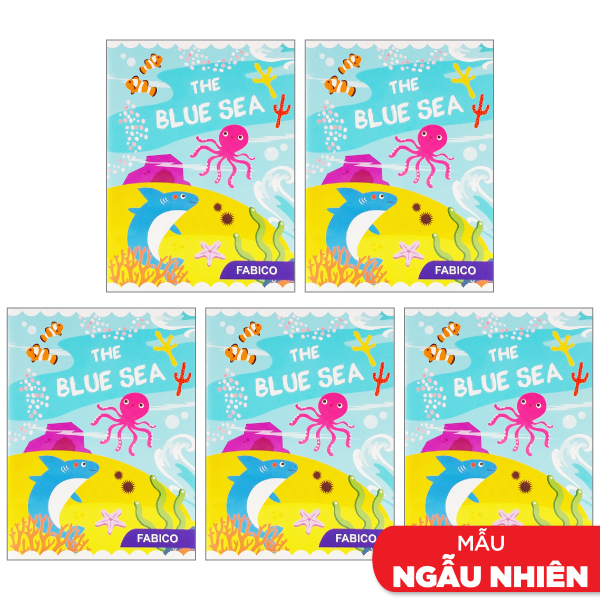 THE
BLUE SEA
FABICO
THE
BLUE SEA
FABICO
THE
BLUE SEA
FABICO
THE
BLUE SEA
FABICO
THE
BLUE SEA
MẪU
NGẪU NHIÊN